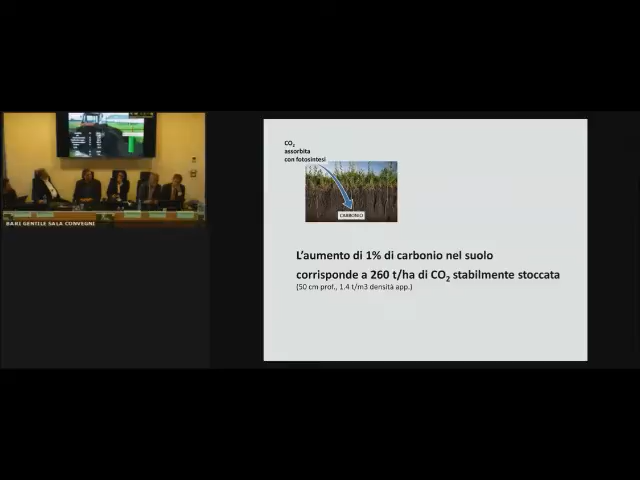 BARI GENTILE SALA CONVEGNI
CO2
assorbita
con fotosintesi
CARBONIO
L'aumento di 1% di carbonio nel suolo
corrisponde a 260 t/ha di CO2 stabilmente stoccata
(50 cm prof., 1.4 t/m3 densità app.)